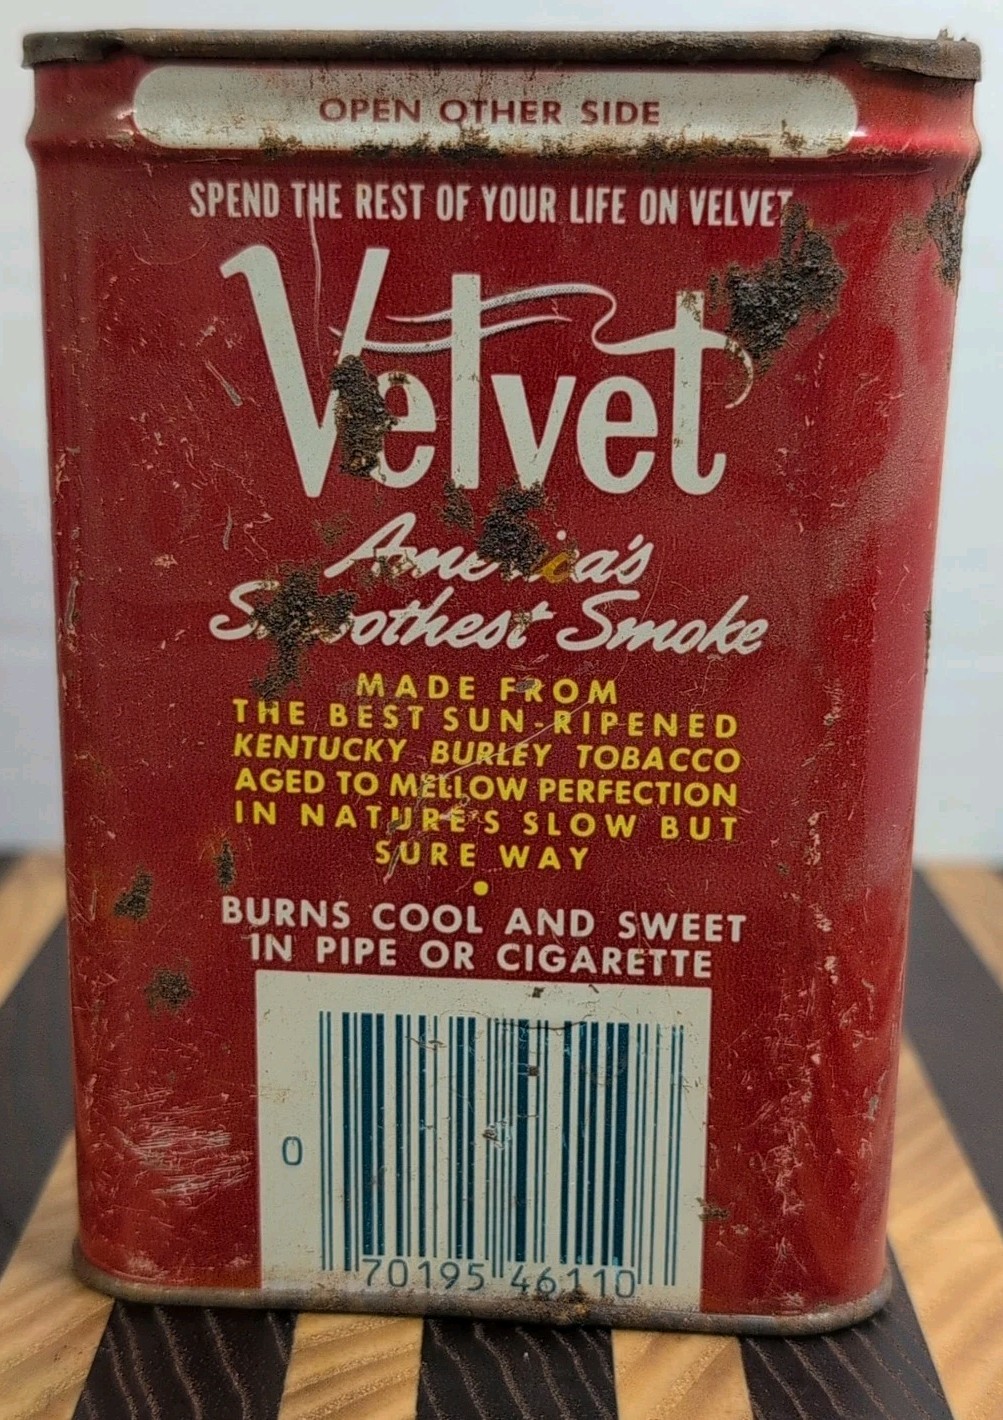 OPEN OTHER SIDE
SPEND THE REST OF YOUR LIFE ON VELVET
Velvet
America's
Smoothest Smoke
MADE FROM
THE BEST SUN-RIPENED
KENTUCKY BURLEY TOBACCO
AGED TO MELLOW PERFECTION
IN NATURE'S SLOW BUT
SURE WAY
•
BURNS COOL AND SWEET
IN PIPE OR CIGARETTE
0
70195 46110